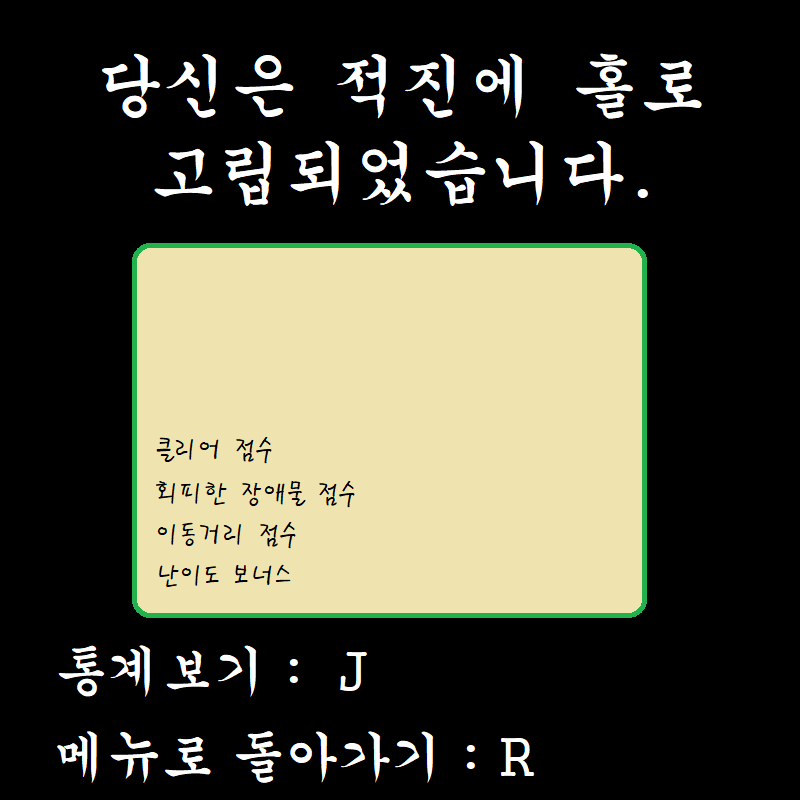 당신은 적진에 홀로
고립되었습니다.
클리어 점수
회피한 장애물 점수
이동거리 점수
난이도 보너스
통계보기 : J
메뉴로 돌아가기 : R